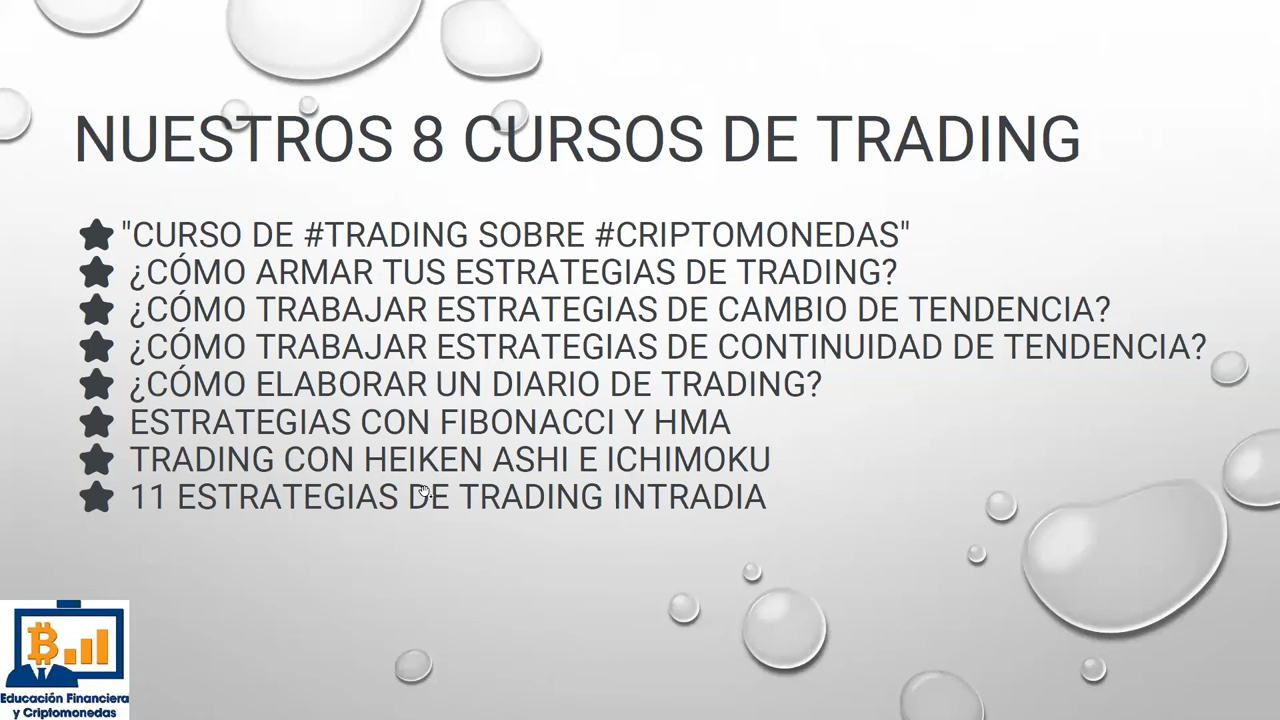 NUESTROS 8 CURSOS DE TRADING
"CURSO DE #TRADING SOBRE #CRIPTOMONEDAS"
¿CÓMO ARMAR TUS ESTRATEGIAS DE TRADING?
¿CÓMO TRABAJAR ESTRATEGIAS DE CAMBIO DE TENDENCIA?
¿CÓMO TRABAJAR ESTRATEGIAS DE CONTINUIDAD DE TENDENCIA?
¿CÓMO ELABORAR UN DIARIO DE TRADING?
ESTRATEGIAS CON FIBONACCI Y HMA
TRADING CON HEIKEN ASHI E ICHIMOKU
11 ESTRATEGIAS DE TRADING INTRADIA
Educación Financiera
y Criptomonedas